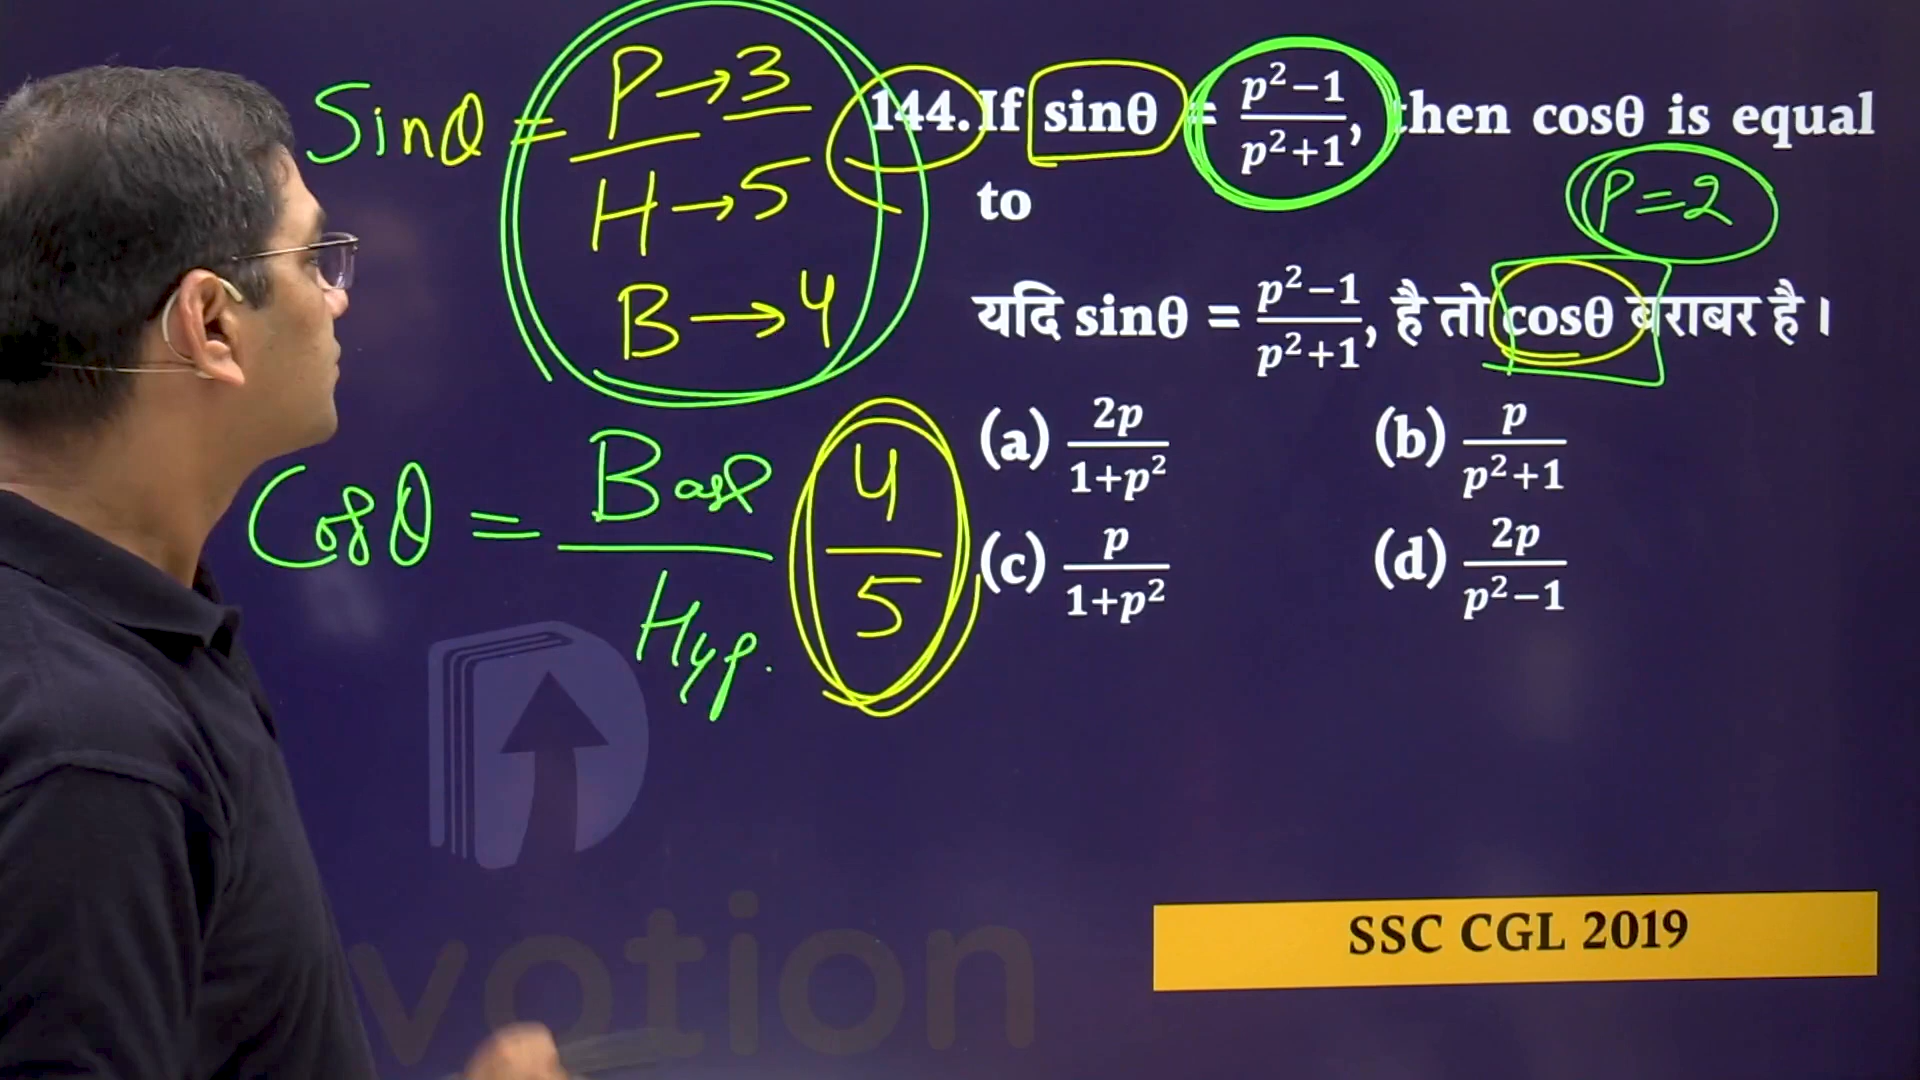 Sinθ = P→3
H→5
B→4
Cosθ = Base 4
Hyp. 5
144. If sinθ = p²−1/p²+1, then cosθ is equal
to
P=2
यदि sinθ = p²−1/p²+1, है तो cosθ बराबर है।
(a) 2p/1+p² (b) p/p²+1
(c) p/1+p² (d) 2p/p²−1
vation
SSC CGL 2019